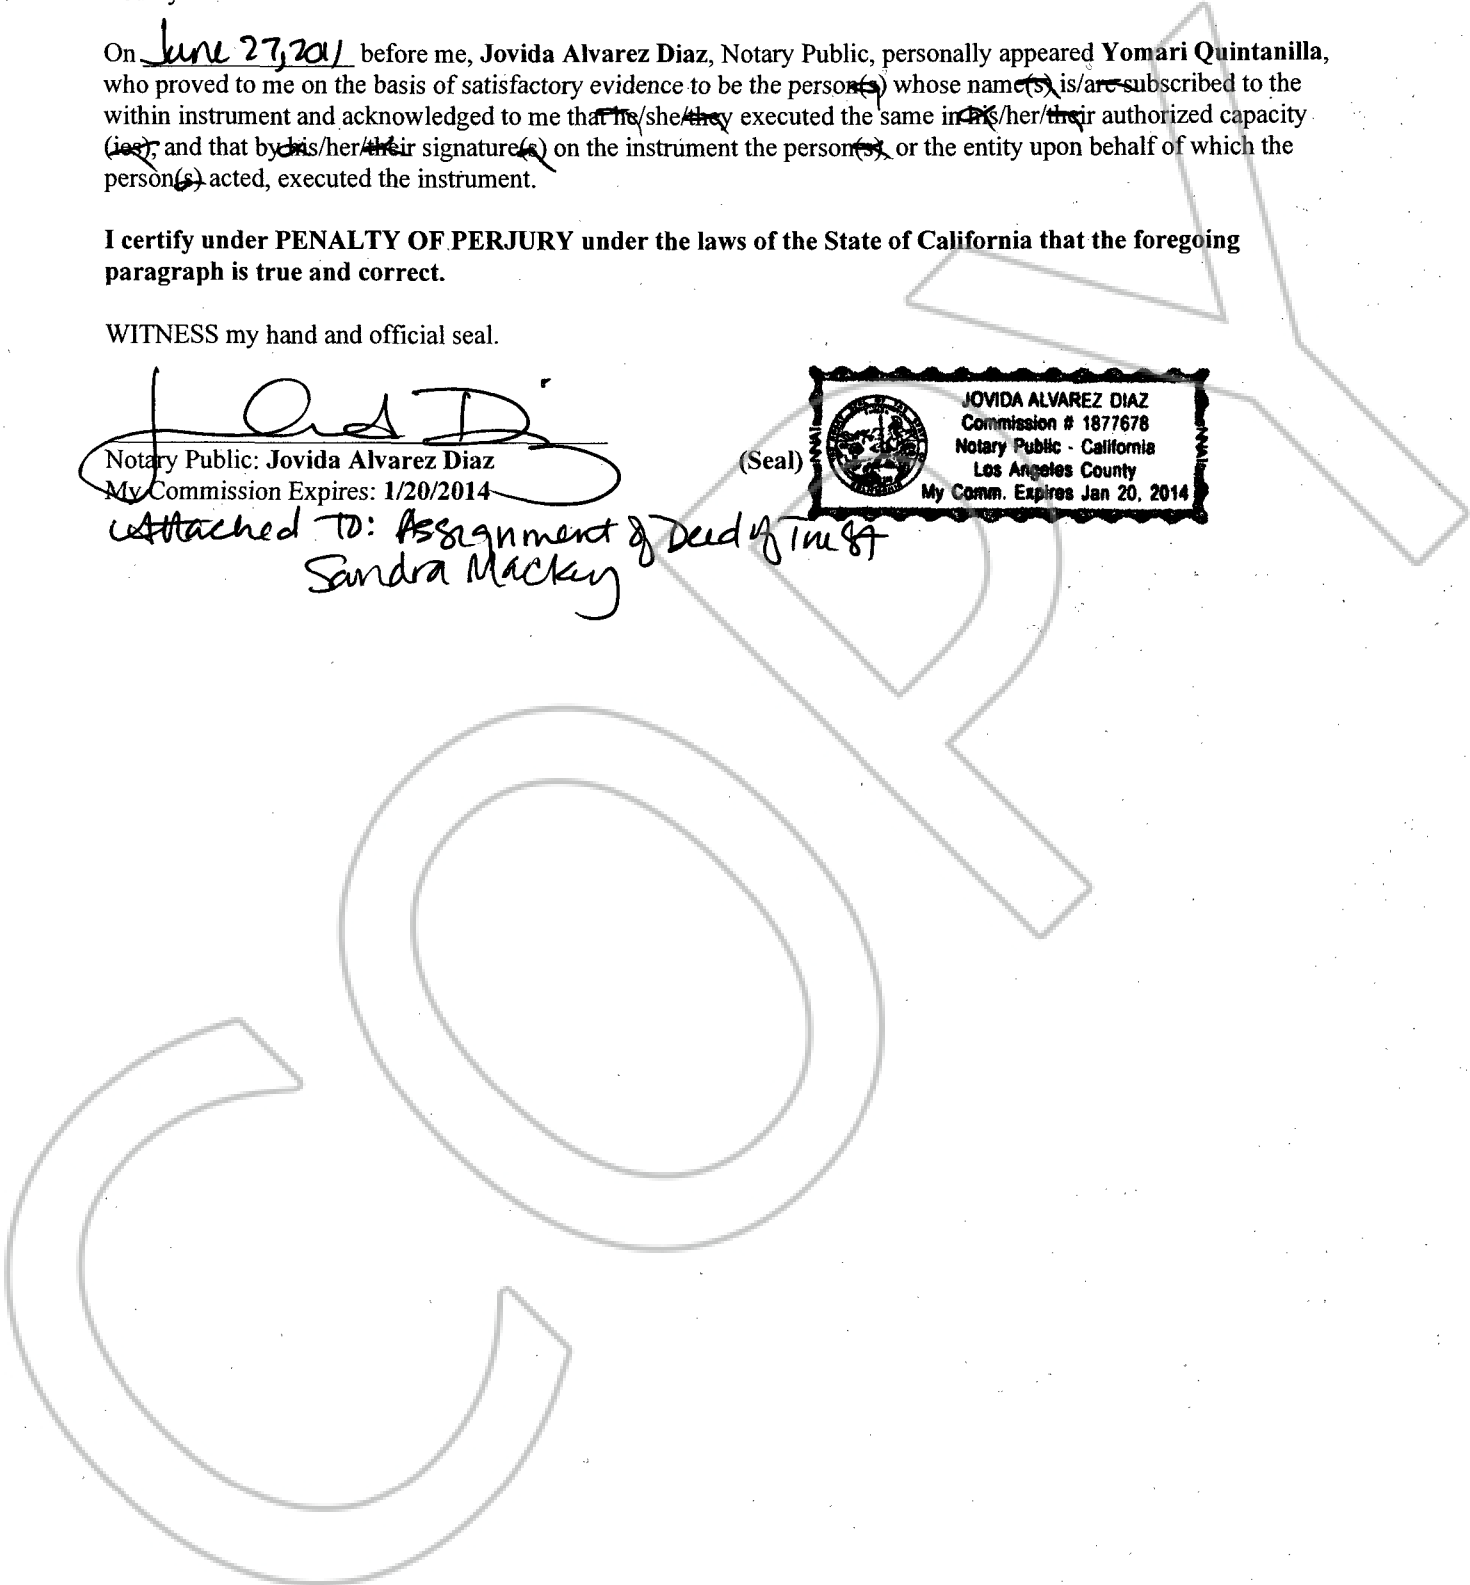 On June 27, 2011 before me, Jovida Alvarez Diaz, Notary Public, personally appeared Yomari Quintanilla,
who proved to me on the basis of satisfactory evidence to be the person(s) whose name(s) is/are subscribed to the
within instrument and acknowledged to me that he/she/they executed the same in his/her/their authorized capacity
(ies), and that by his/her/their signature(s) on the instrument the person(s), or the entity upon behalf of which the
person(s) acted, executed the instrument.
I certify under PENALTY OF PERJURY under the laws of the State of California that the foregoing
paragraph is true and correct.
WITNESS my hand and official seal.
Notary Public: Jovida Alvarez Diaz
My Commission Expires: 1/20/2014
(Seal)
JOVIDA ALVAREZ DIAZ
Commission # 1877678
Notary Public - California
Los Angeles County
My Comm. Expires Jan 20, 2014
Attached To: Assignment of Deed of Trust
Sandra Mackey
COPY